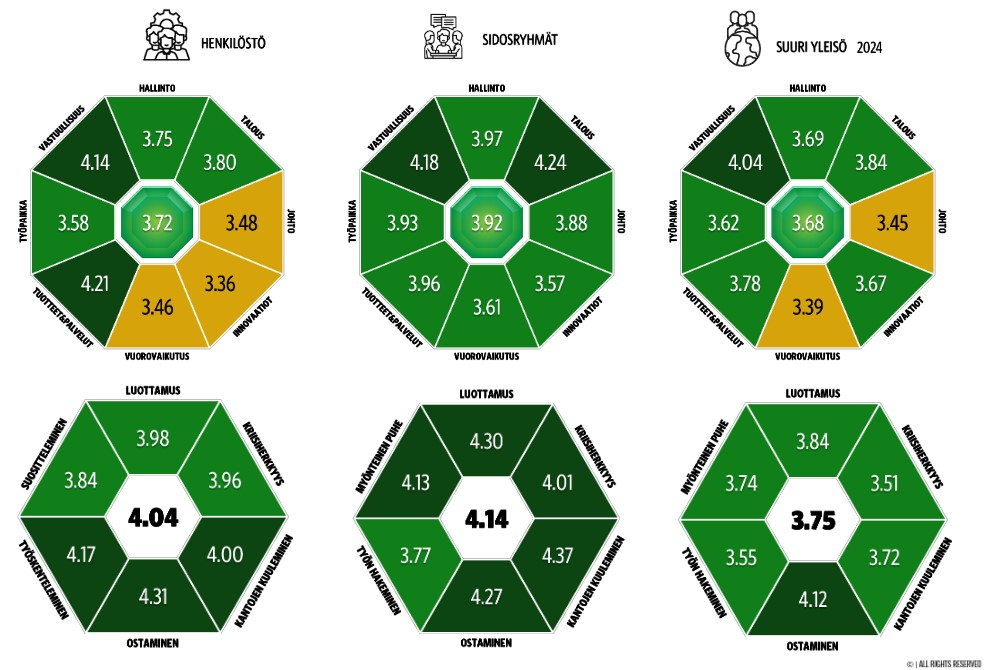 HENKILÖSTÖ
SIDOSRYHMÄT
SUURI YLEISÖ 2024
HALLINTO
VASTUULLISUUS
TALOUS
3.75
4.14
3.80
TYÖPAIKKA
3.58
3.72
3.48
JOHTO
4.21
3.36
3.46
TUOTTEET&PALVELUT
INNOVAATIOT
VUOROVAIKUTUS
HALLINTO
VASTUULLISUUS
TALOUS
3.97
4.18
4.24
TYÖPAIKKA
3.93
3.92
3.88
JOHTO
3.96
3.57
3.61
TUOTTEET&PALVELUT
INNOVAATIOT
VUOROVAIKUTUS
HALLINTO
VASTUULLISUUS
TALOUS
3.69
4.04
3.84
TYÖPAIKKA
3.62
3.68
3.45
JOHTO
3.78
3.67
3.39
TUOTTEET&PALVELUT
INNOVAATIOT
VUOROVAIKUTUS
LUOTTAMUS
SUOSITTELEMINEN
KRIISIHERKKYYS
3.98
3.84
3.96
4.04
4.17
4.00
4.31
TYÖSKENTELEMINEN
KANTOJEN KUULEMINEN
OSTAMINEN
LUOTTAMUS
MYÖNTEINEN PUHE
KRIISIHERKKYYS
4.30
4.13
4.01
4.14
3.77
4.37
4.27
TYÖN HAKEMINEN
KANTOJEN KUULEMINEN
OSTAMINEN
LUOTTAMUS
MYÖNTEINEN PUHE
KRIISIHERKKYYS
3.84
3.74
3.51
3.75
3.55
3.72
4.12
TYÖN HAKEMINEN
KANTOJEN KUULEMINEN
OSTAMINEN
© | ALL RIGHTS RESERVED